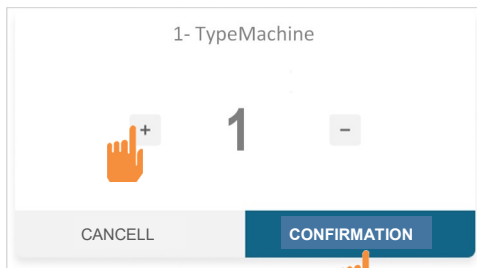 1- TypeMachine
+ 1 -
CANCELL CONFIRMATION